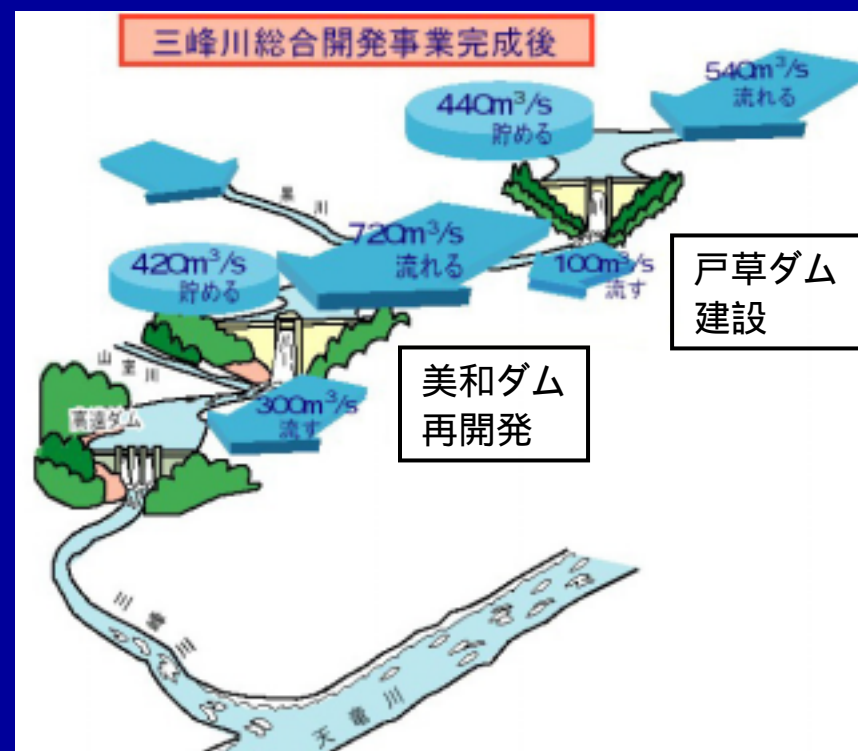 三峰川総合開発事業完成後
540m³/s
流れる
440m³/s
貯める
黒川
720m³/s
流れる
100m³/s
流す
戸草ダム
建設
420m³/s
貯める
山室川
美和ダム
再開発
300m³/s
流す
高遠ダム
天竜川